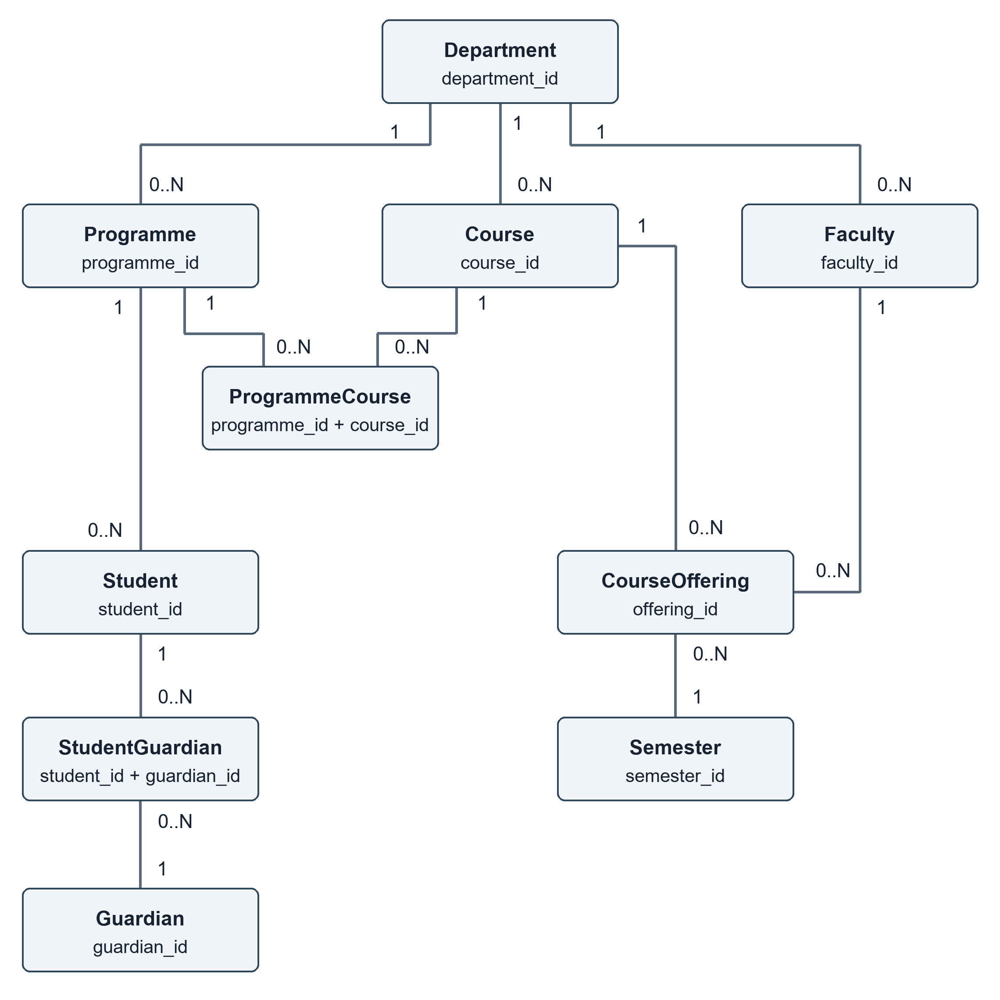 Department
department_id
1
1
1
0..N
0..N
0..N
Programme
programme_id
Course
course_id
1
Faculty
faculty_id
1
1
1
1
0..N
0..N
ProgrammeCourse
programme_id + course_id
0..N
0..N
0..N
Student
student_id
CourseOffering
offering_id
1
0..N
0..N
1
StudentGuardian
student_id + guardian_id
Semester
semester_id
0..N
1
Guardian
guardian_id